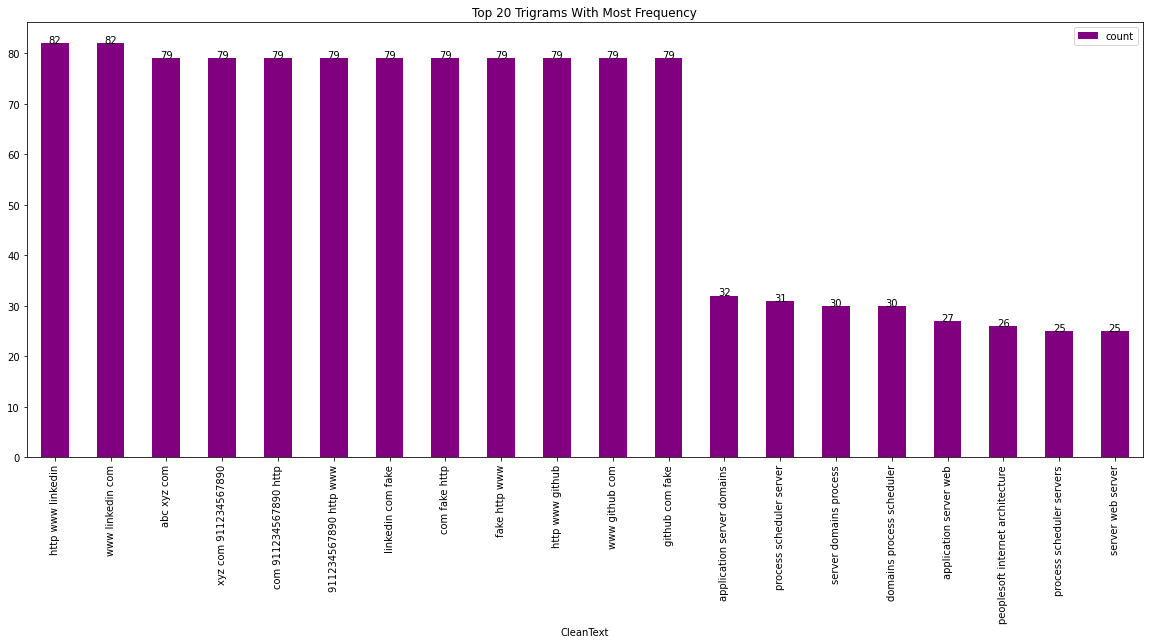 Top 20 Trigrams With Most Frequency
count
82
82
79
79
79
79
79
79
79
79
79
79
32
31
30
30
27
26
25
25
80
70
60
50
40
30
20
10
0
http www linkedin
www linkedin com
abc xyz com
xyz com 911234567890
com 911234567890 http
911234567890 http www
linkedin com fake
com fake http
fake http www
http www github
www github com
github com fake
application server domains
process scheduler server
server domains process
domains process scheduler
application server web
peoplesoft internet architecture
process scheduler servers
server web server
CleanText